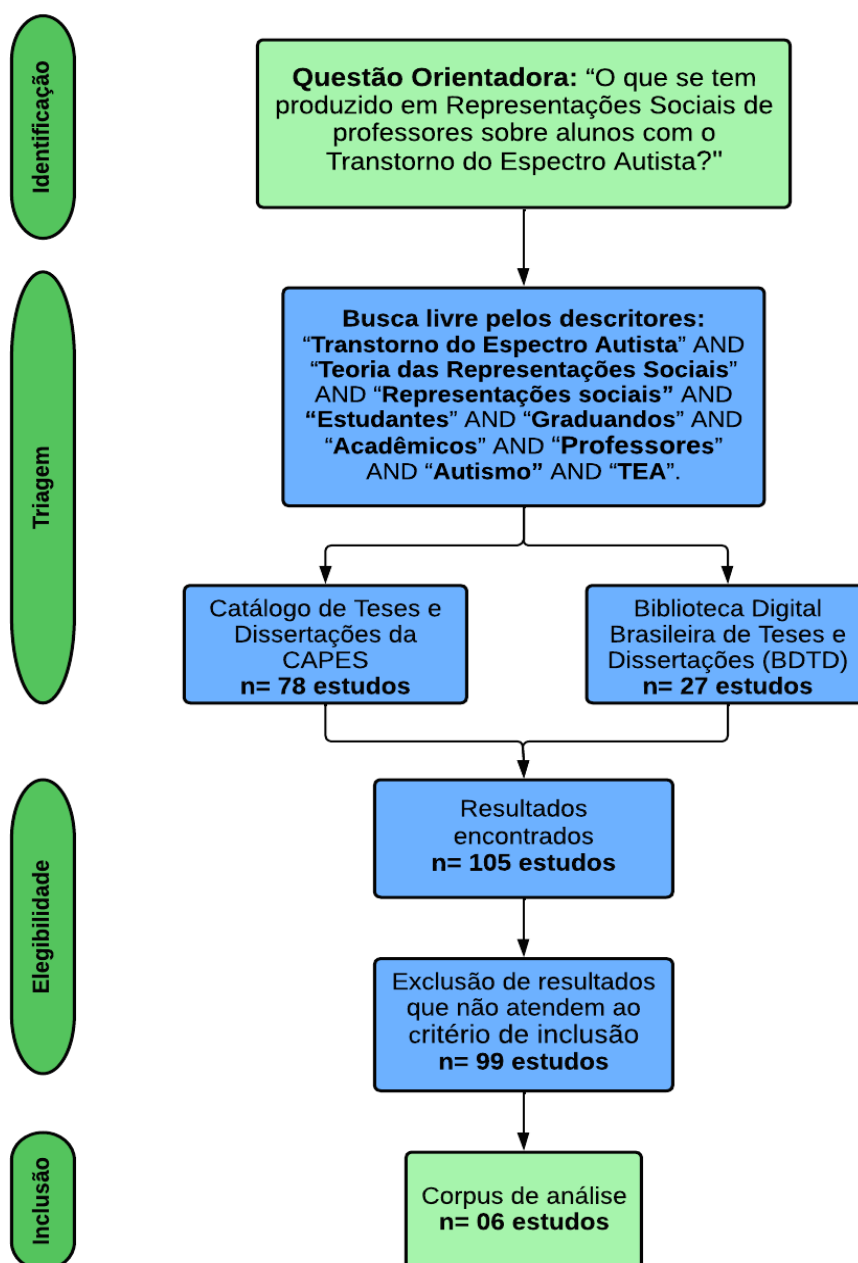 Identificação
Questão Orientadora: “O que se tem
produzido em Representações Sociais de
professores sobre alunos com o
Transtorno do Espectro Autista?"
Triagem
Busca livre pelos descritores:
“Transtorno do Espectro Autista” AND
“Teoria das Representações Sociais”
AND “Representações sociais” AND
“Estudantes” AND “Graduandos” AND
“Acadêmicos” AND “Professores”
AND “Autismo” AND “TEA”.
Catálogo de Teses e
Dissertações da
CAPES
n= 78 estudos
Biblioteca Digital
Brasileira de Teses e
Dissertações (BDTD)
n= 27 estudos
Elegibilidade
Resultados
encontrados
n= 105 estudos
Exclusão de resultados
que não atendem ao
critério de inclusão
n= 99 estudos
Inclusão
Corpus de análise
n= 06 estudos